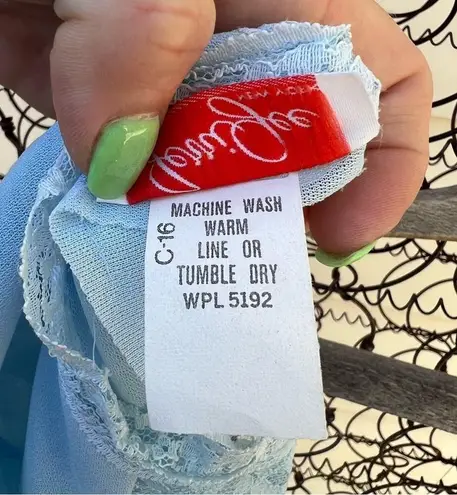 C-16
MACHINE WASH
WARM
LINE OR
TUMBLE DRY
WPL 5192